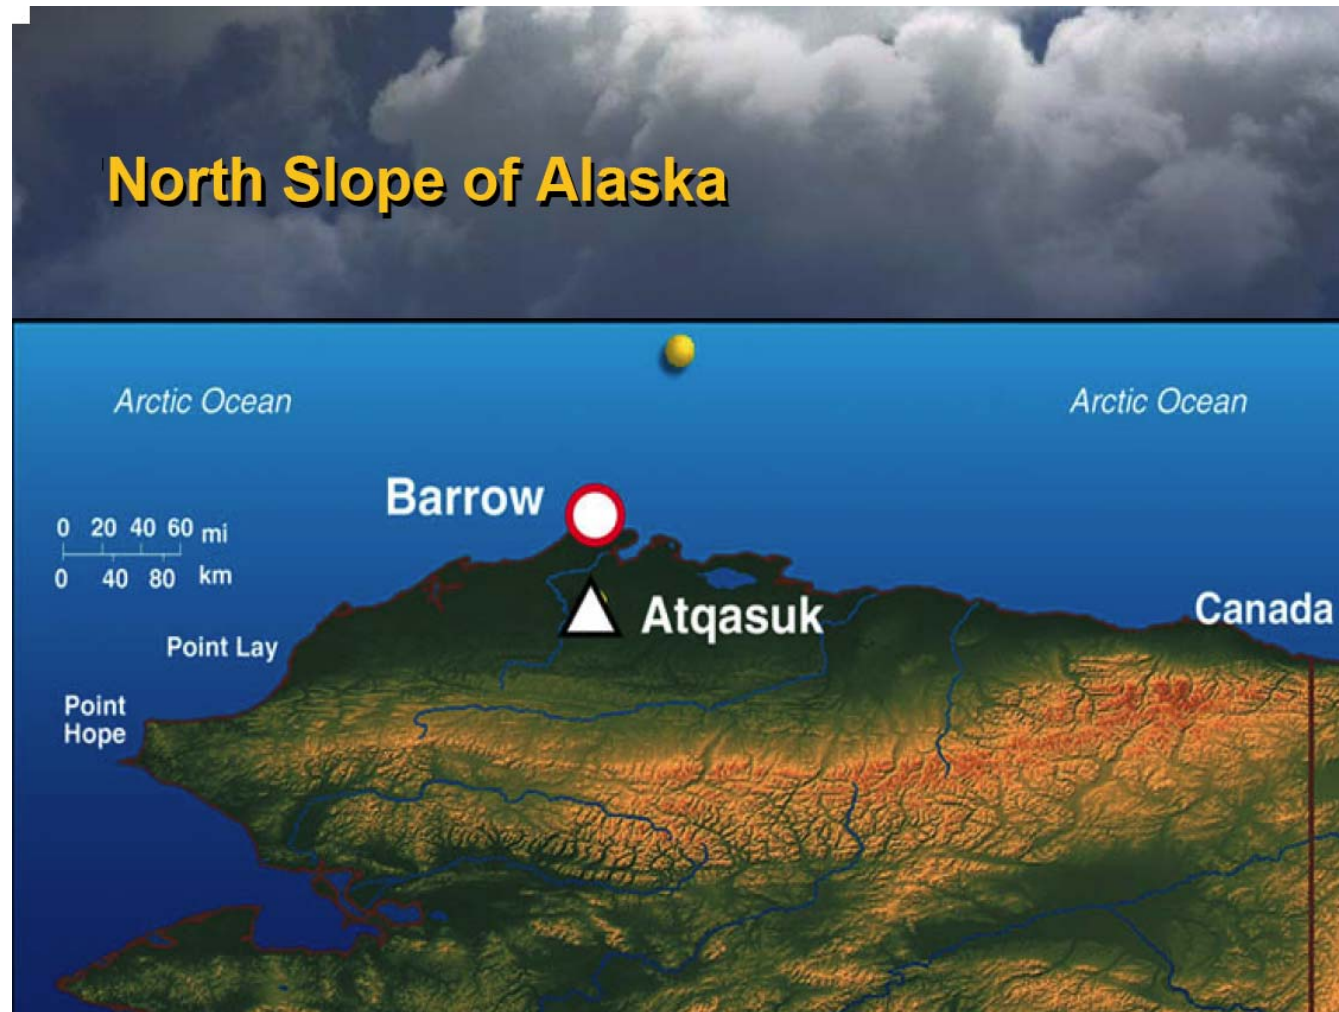 North Slope of Alaska
Arctic Ocean
Arctic Ocean
Barrow
0 20 40 60 mi
0 40 80 km
Atqasuk
Canada
Point Lay
Point
Hope